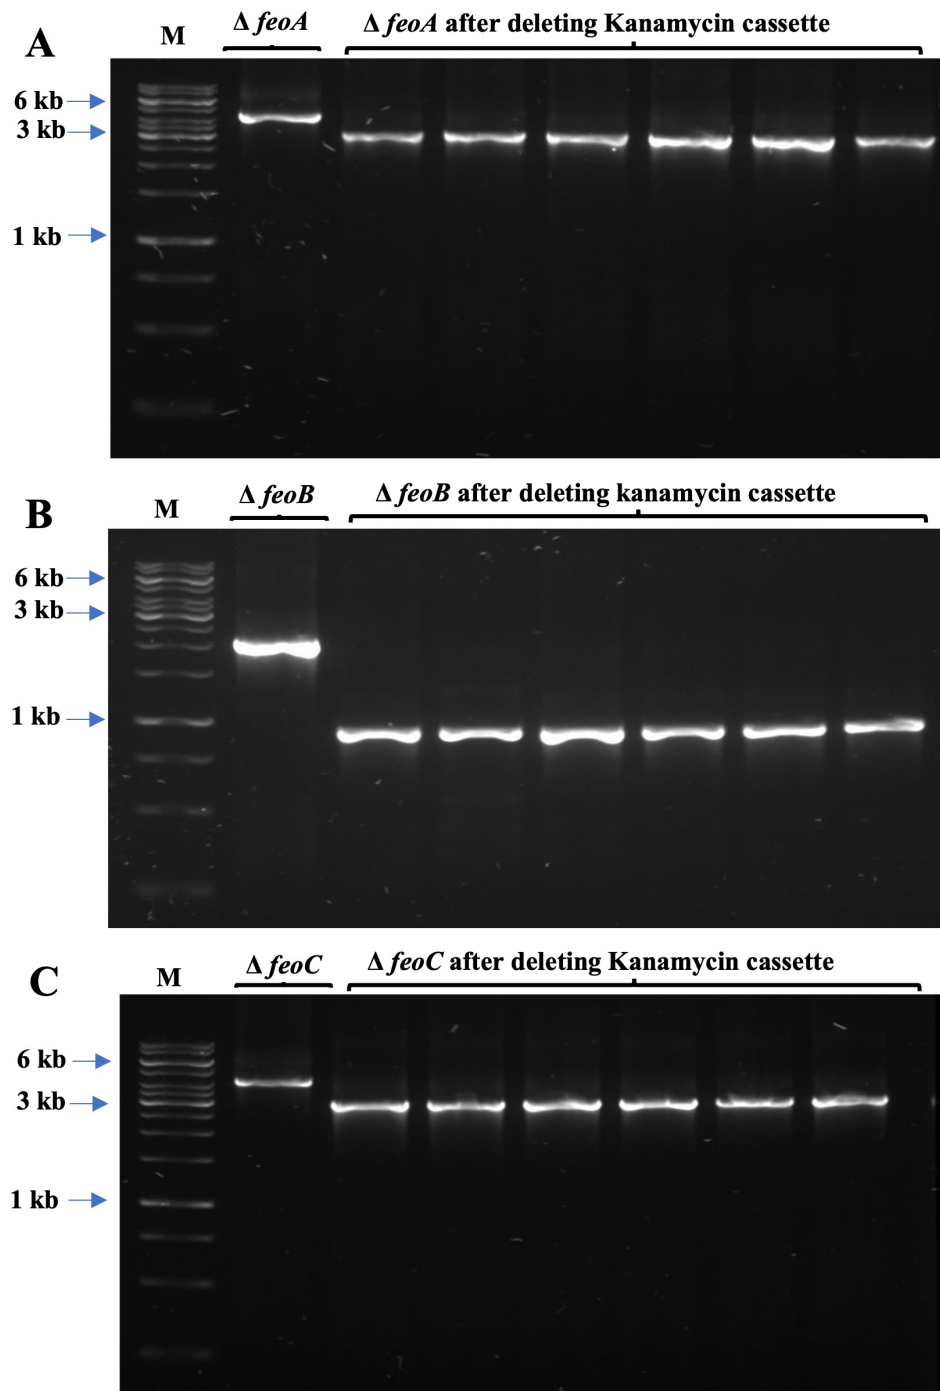 A
M
Δ feoA
Δ feoA after deleting Kanamycin cassette
6 kb
3 kb
1 kb
B
M
Δ feoB
Δ feoB after deleting kanamycin cassette
6 kb
3 kb
1 kb
C
M
Δ feoC
Δ feoC after deleting Kanamycin cassette
6 kb
3 kb
1 kb